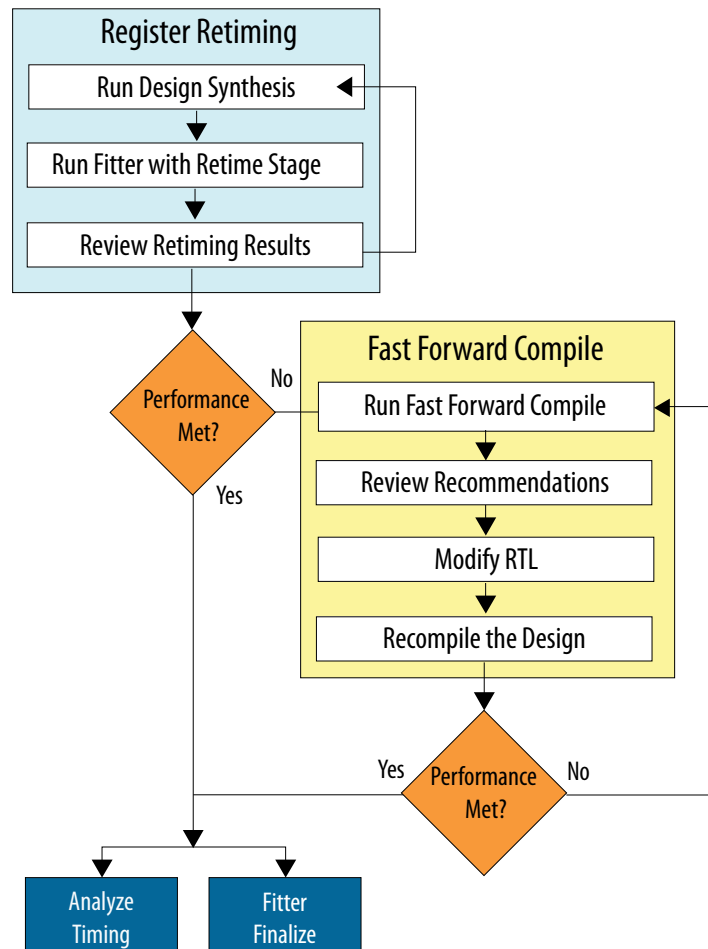 Register Retiming
Run Design Synthesis
Run Fitter with Retime Stage
Review Retiming Results
Performance
Met?
No
Yes
Fast Forward Compile
Run Fast Forward Compile
Review Recommendations
Modify RTL
Recompile the Design
Yes
Performance
Met?
No
Analyze
Timing
Fitter
Finalize